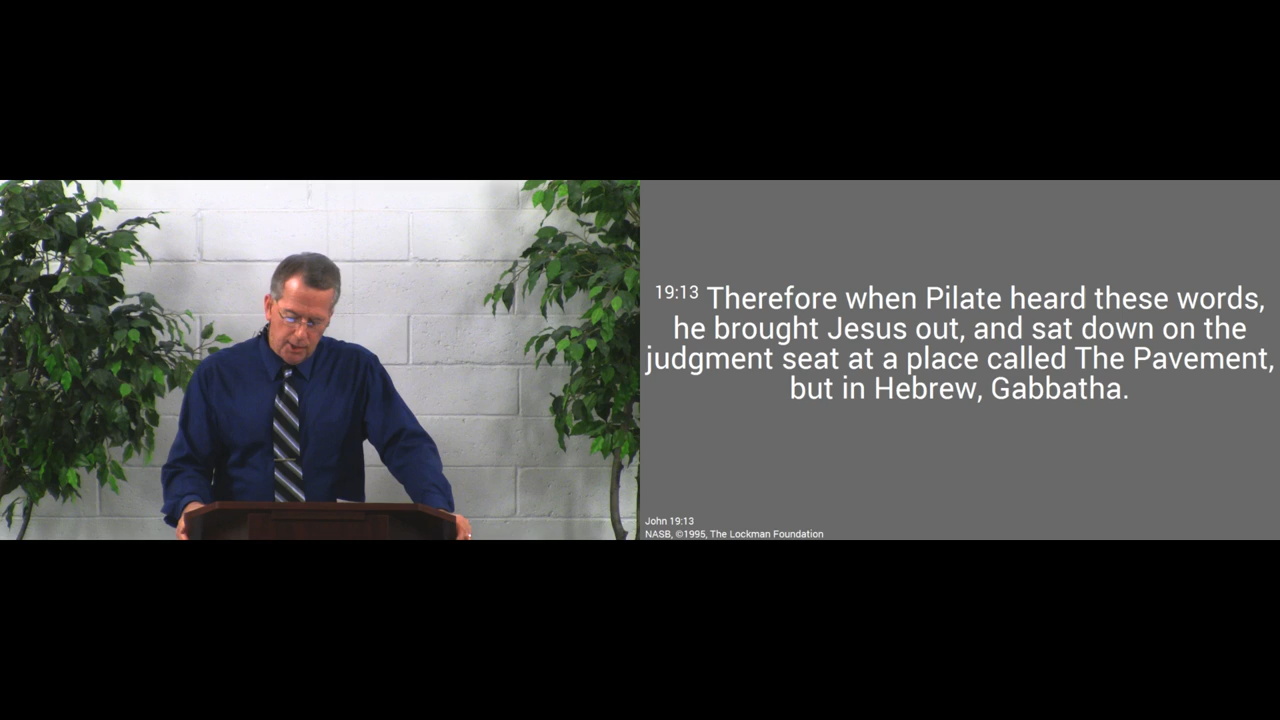 19:13 Therefore when Pilate heard these words,
he brought Jesus out, and sat down on the
judgment seat at a place called The Pavement,
but in Hebrew, Gabbatha.
John 19:13
NASB, ©1995, The Lockman Foundation